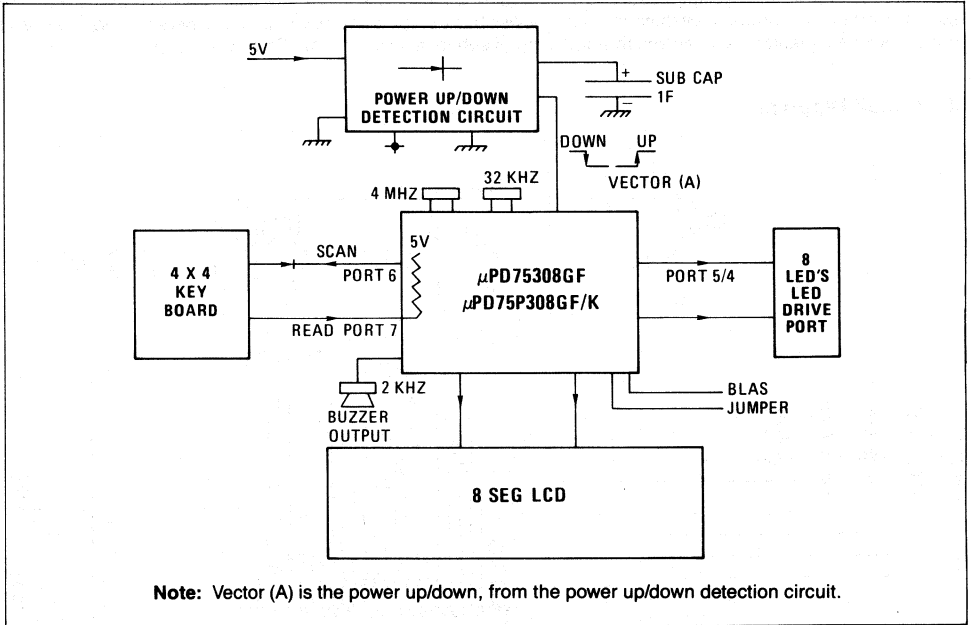 5V
POWER UP/DOWN
DETECTION CIRCUIT
+
SUB CAP
1F
−
DOWN UP
VECTOR (A)
4 MHZ
32 KHZ
4 X 4
KEY
BOARD
SCAN
PORT 6
READ PORT 7
5V
μPD75308GF
μPD75P308GF/K
PORT 5/4
8
LED'S
LED
DRIVE
PORT
2 KHZ
BUZZER
OUTPUT
BLAS
JUMPER
8 SEG LCD
Note: Vector (A) is the power up/down, from the power up/down detection circuit.